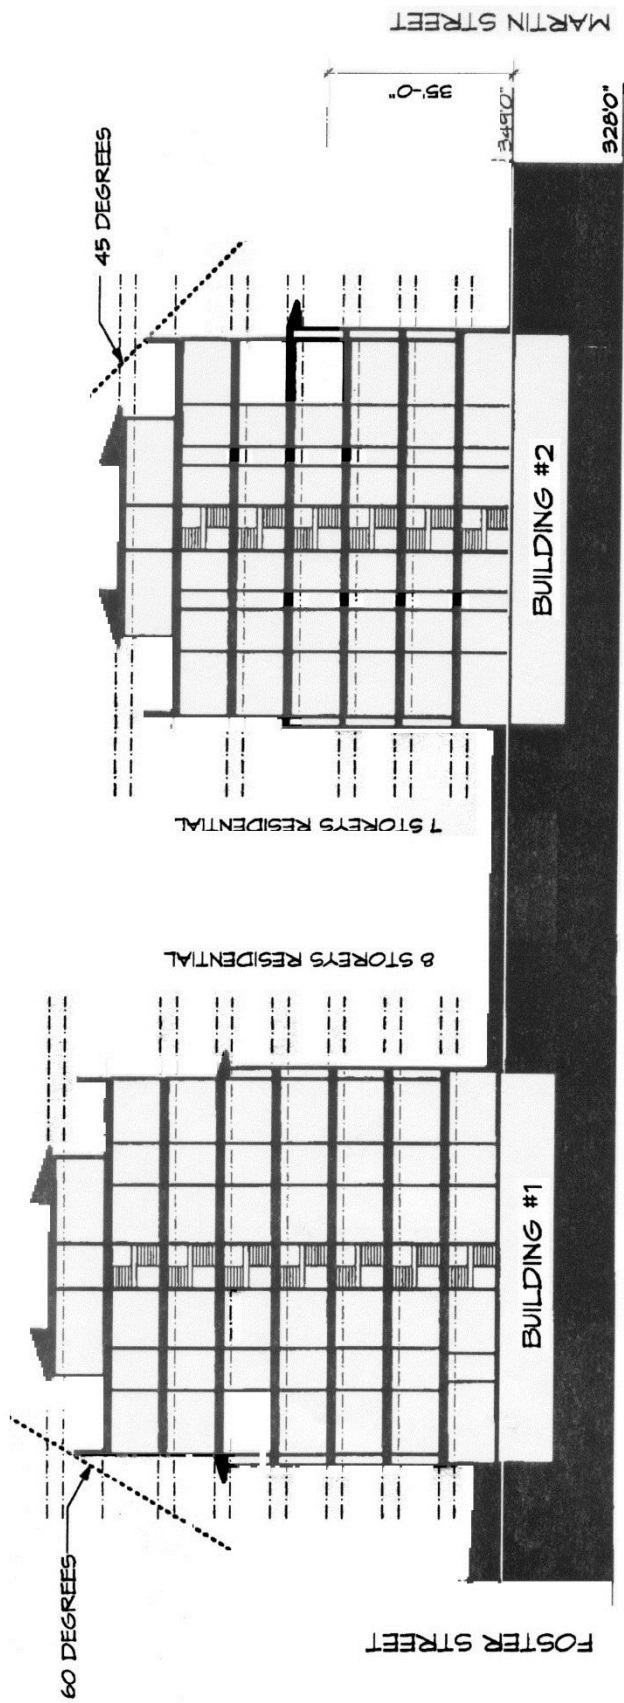 60 DEGREES
45 DEGREES
8 STOREYS RESIDENTIAL
7 STOREYS RESIDENTIAL
35'-0"
349'0"
328'0"
BUILDING #1
BUILDING #2
FOSTER STREET
MARTIN STREET